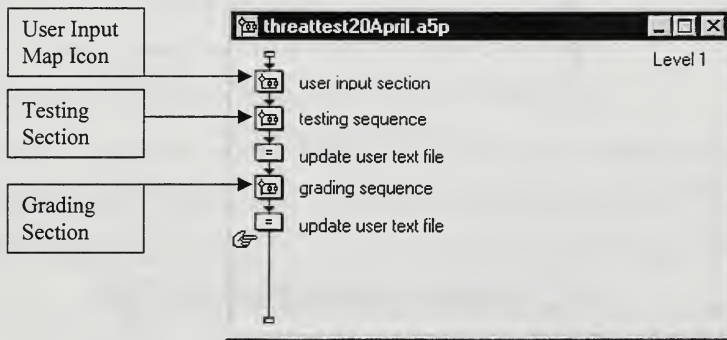 User Input
Map Icon
Testing
Section
Grading
Section
threattest20April.a5p
Level 1
user input section
testing sequence
=
update user text file
grading sequence
=
update user text file